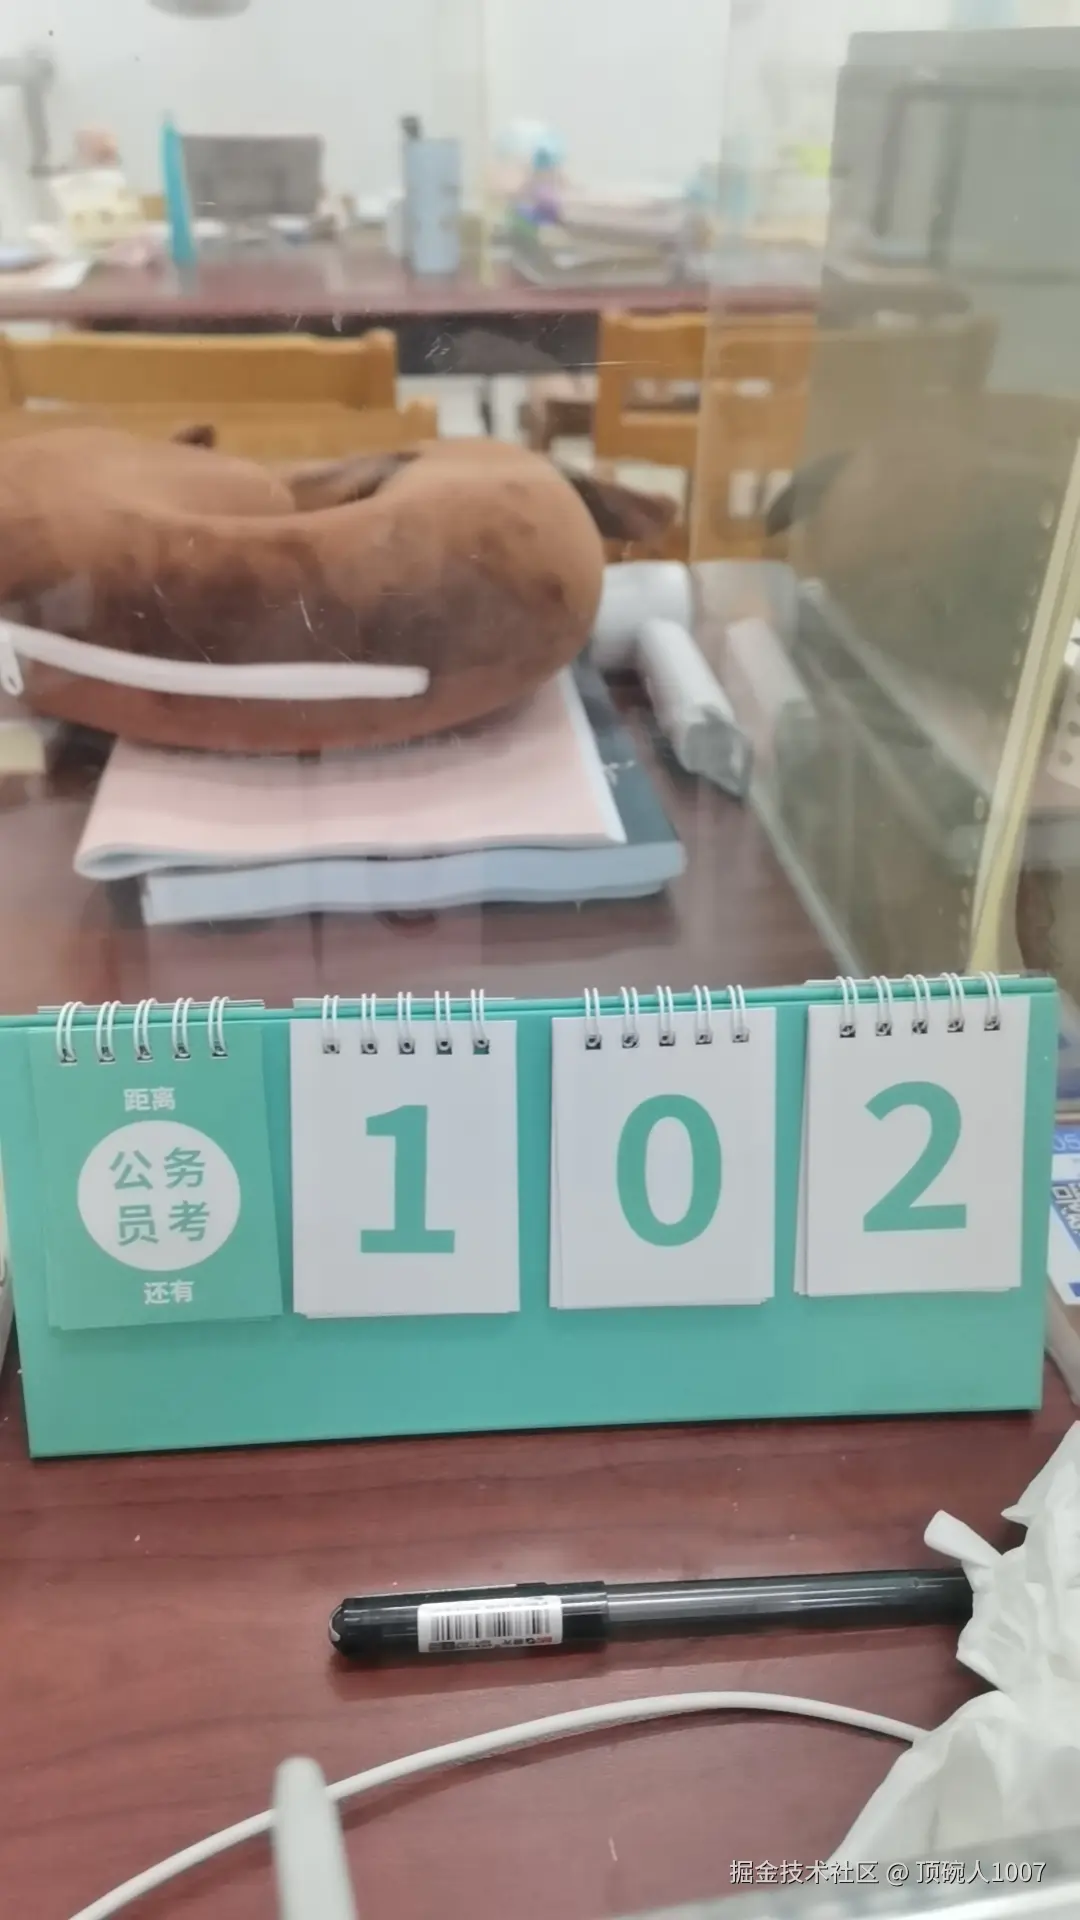 距离
公务
员考
还有
1 0 2
掘金技术社区 @ 顶碗人1007